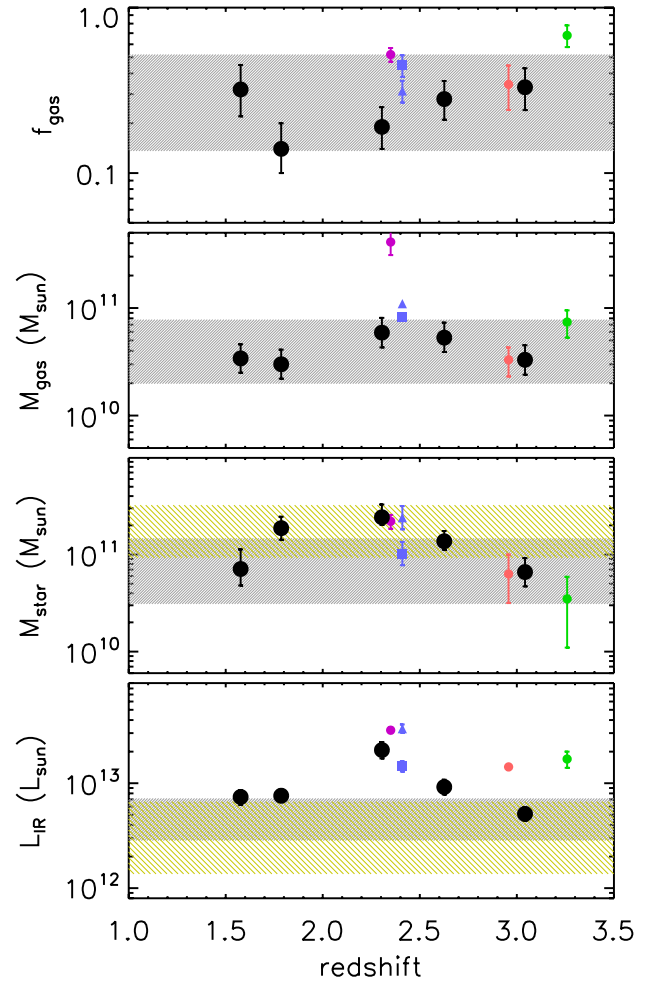 1.0
0.1
f_gas
10^11
10^10
M_gas (M_sun)
10^11
10^10
M_star (M_sun)
10^13
10^12
L_IR (L_sun)
1.0 1.5 2.0 2.5 3.0 3.5
redshift